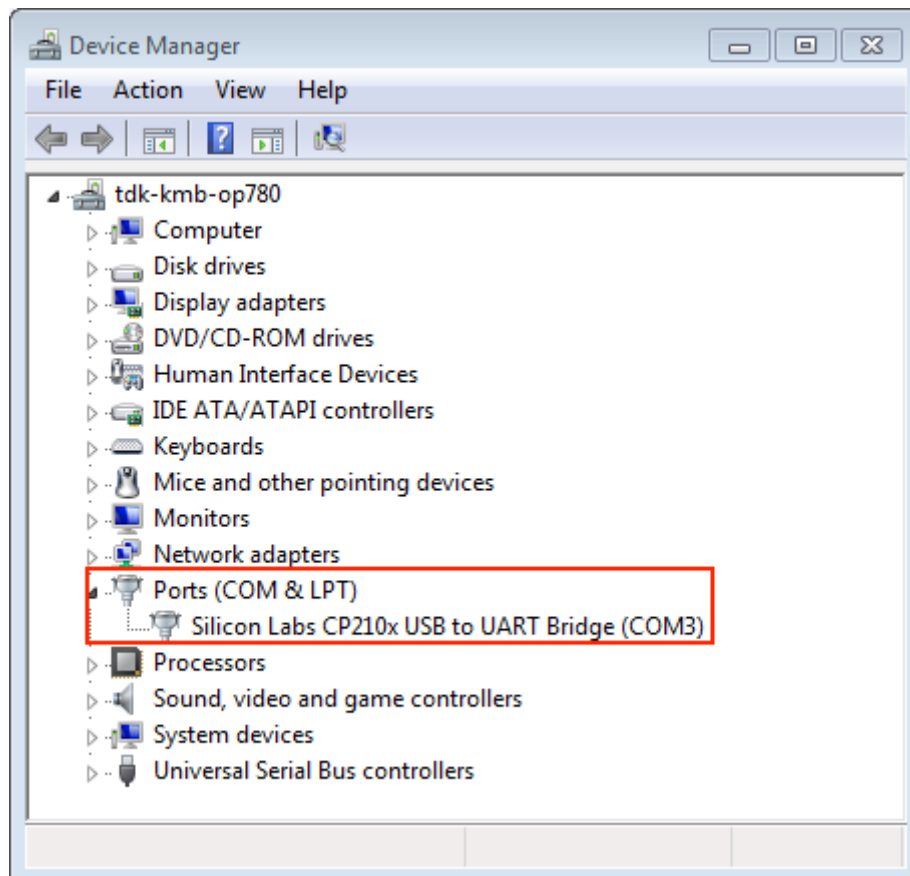 Device Manager
File Action View Help
tdk-kmb-op780
Computer
Disk drives
Display adapters
DVD/CD-ROM drives
Human Interface Devices
IDE ATA/ATAPI controllers
Keyboards
Mice and other pointing devices
Monitors
Network adapters
Ports (COM & LPT)
Silicon Labs CP210x USB to UART Bridge (COM3)
Processors
Sound, video and game controllers
System devices
Universal Serial Bus controllers